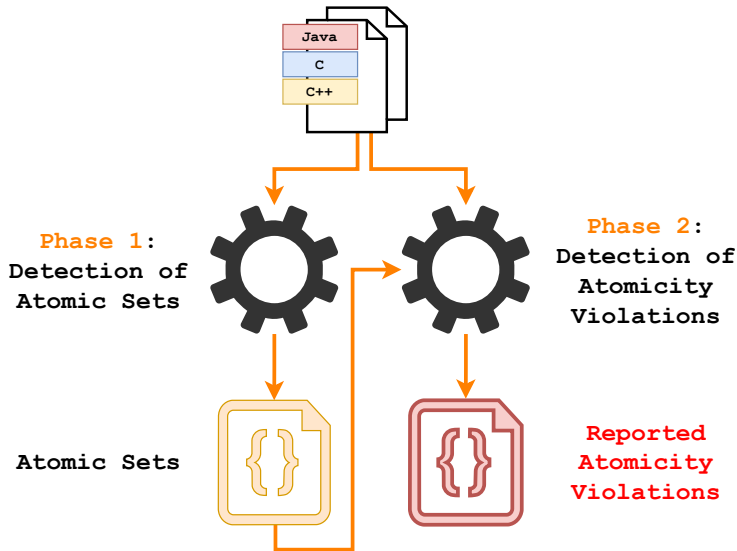 Java
C
C++
Phase 1:
Detection of
Atomic Sets
Phase 2:
Detection of
Atomicity
Violations
Atomic Sets
{}
Reported
Atomicity
Violations
{}